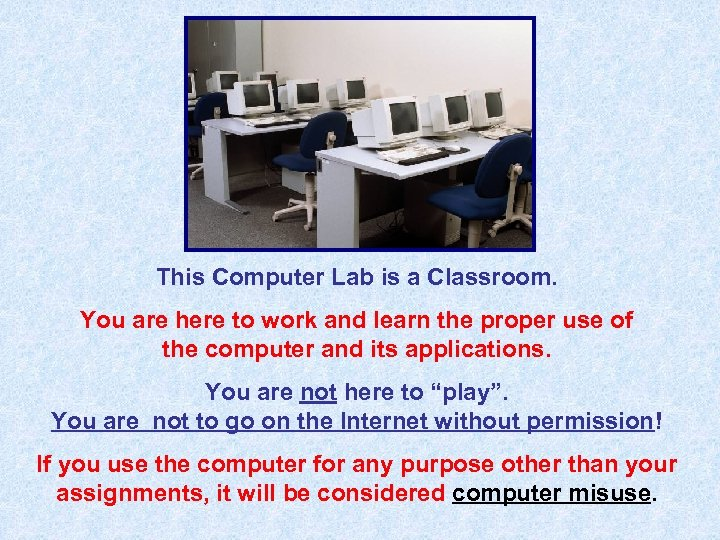 This Computer Lab is a Classroom.
You are here to work and learn the proper use of
the computer and its applications.
You are not here to “play”.
You are not to go on the Internet without permission!
If you use the computer for any purpose other than your
assignments, it will be considered computer misuse.